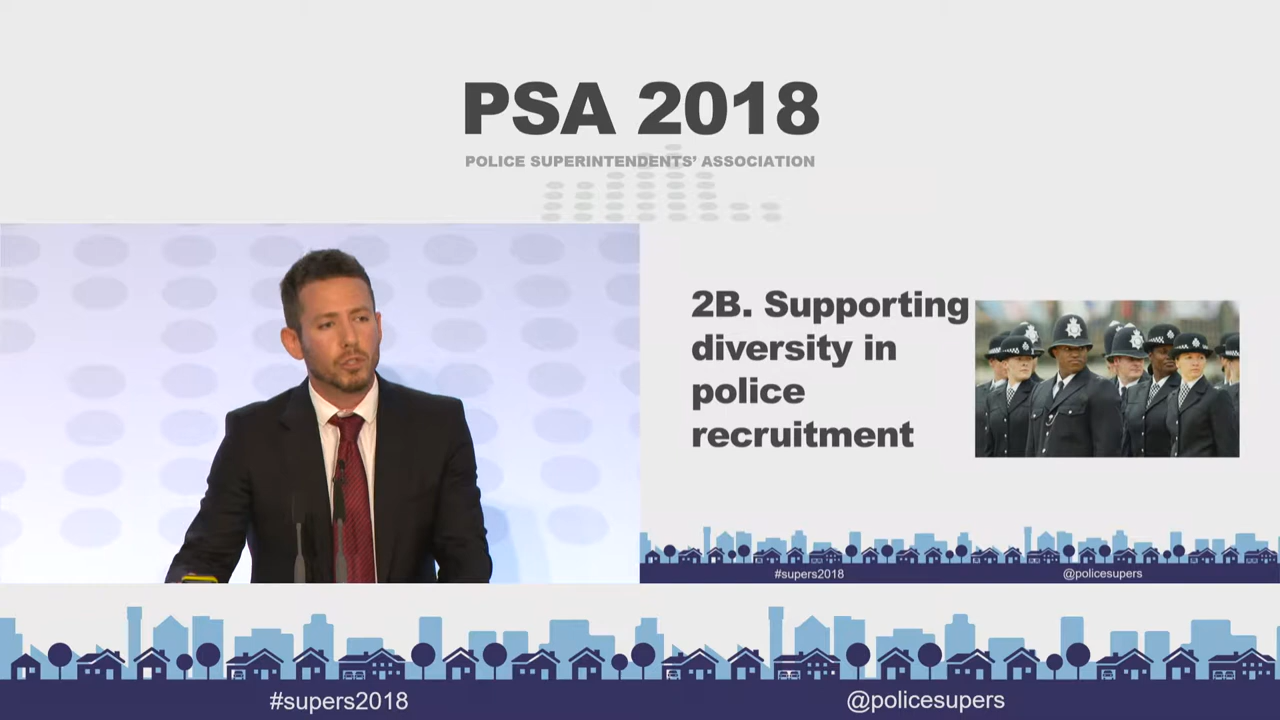 PSA 2018
POLICE SUPERINTENDENTS' ASSOCIATION
2B. Supporting
diversity in
police
recruitment
#supers2018
@policesupers
#supers2018
@policesupers